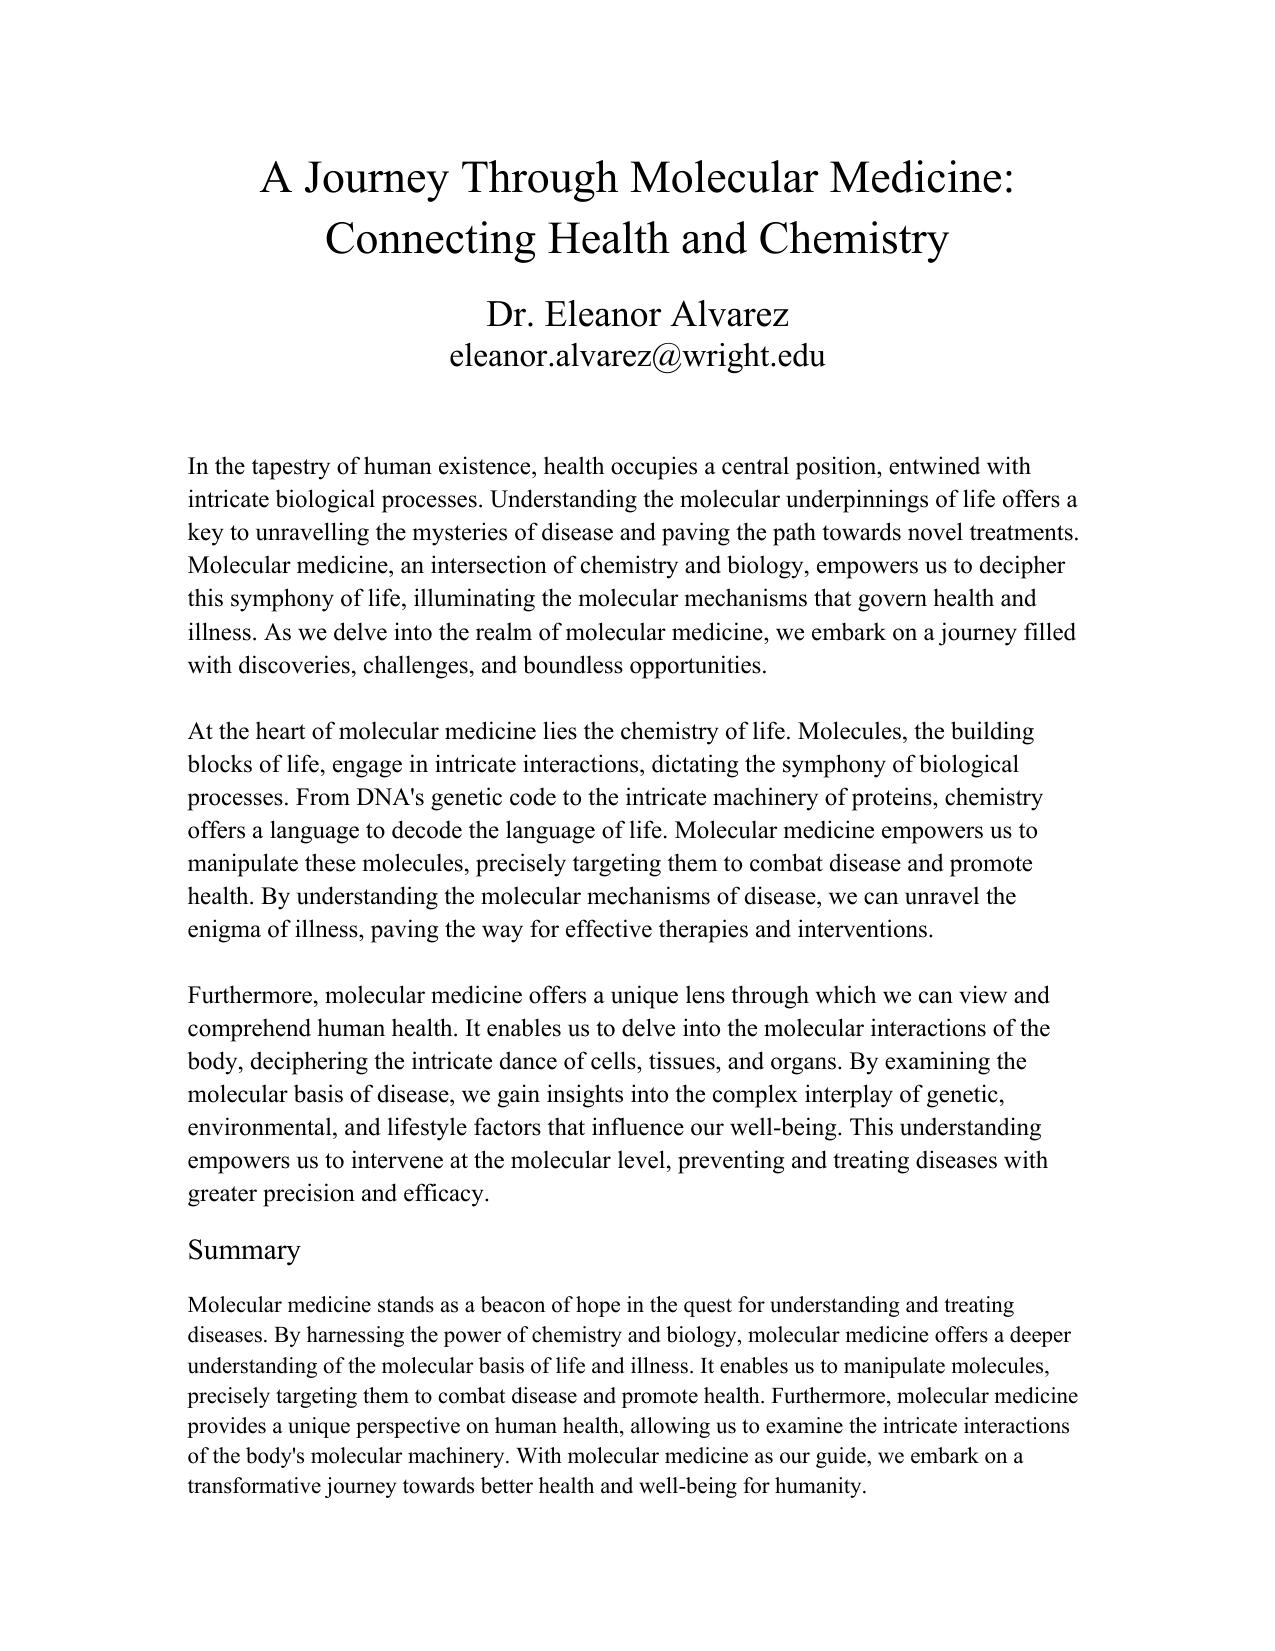 A Journey Through Molecular Medicine:
Connecting Health and Chemistry
Dr. Eleanor Alvarez
eleanor.alvarez@wright.edu
In the tapestry of human existence, health occupies a central position, entwined with
intricate biological processes. Understanding the molecular underpinnings of life offers a
key to unravelling the mysteries of disease and paving the path towards novel treatments.
Molecular medicine, an intersection of chemistry and biology, empowers us to decipher
this symphony of life, illuminating the molecular mechanisms that govern health and
illness. As we delve into the realm of molecular medicine, we embark on a journey filled
with discoveries, challenges, and boundless opportunities.
At the heart of molecular medicine lies the chemistry of life. Molecules, the building
blocks of life, engage in intricate interactions, dictating the symphony of biological
processes. From DNA's genetic code to the intricate machinery of proteins, chemistry
offers a language to decode the language of life. Molecular medicine empowers us to
manipulate these molecules, precisely targeting them to combat disease and promote
health. By understanding the molecular mechanisms of disease, we can unravel the
enigma of illness, paving the way for effective therapies and interventions.
Furthermore, molecular medicine offers a unique lens through which we can view and
comprehend human health. It enables us to delve into the molecular interactions of the
body, deciphering the intricate dance of cells, tissues, and organs. By examining the
molecular basis of disease, we gain insights into the complex interplay of genetic,
environmental, and lifestyle factors that influence our well-being. This understanding
empowers us to intervene at the molecular level, preventing and treating diseases with
greater precision and efficacy.
Summary
Molecular medicine stands as a beacon of hope in the quest for understanding and treating
diseases. By harnessing the power of chemistry and biology, molecular medicine offers a deeper
understanding of the molecular basis of life and illness. It enables us to manipulate molecules,
precisely targeting them to combat disease and promote health. Furthermore, molecular medicine
provides a unique perspective on human health, allowing us to examine the intricate interactions
of the body's molecular machinery. With molecular medicine as our guide, we embark on a
transformative journey towards better health and well-being for humanity.